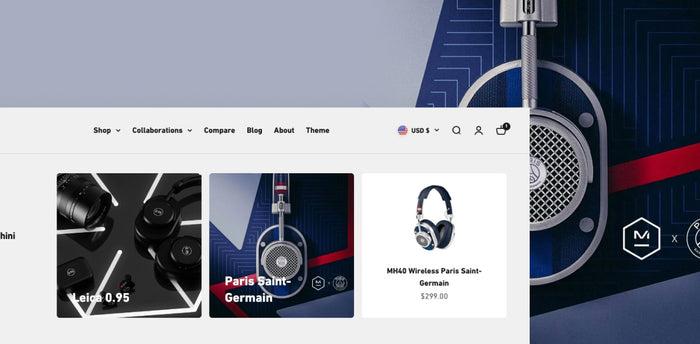 Shop
Collaborations
Compare
Blog
About
Theme
USD $
1
hini
Leica 0.95
Paris Saint-
Germain
X
MH40 Wireless Paris Saint-
Germain
$299.00
X